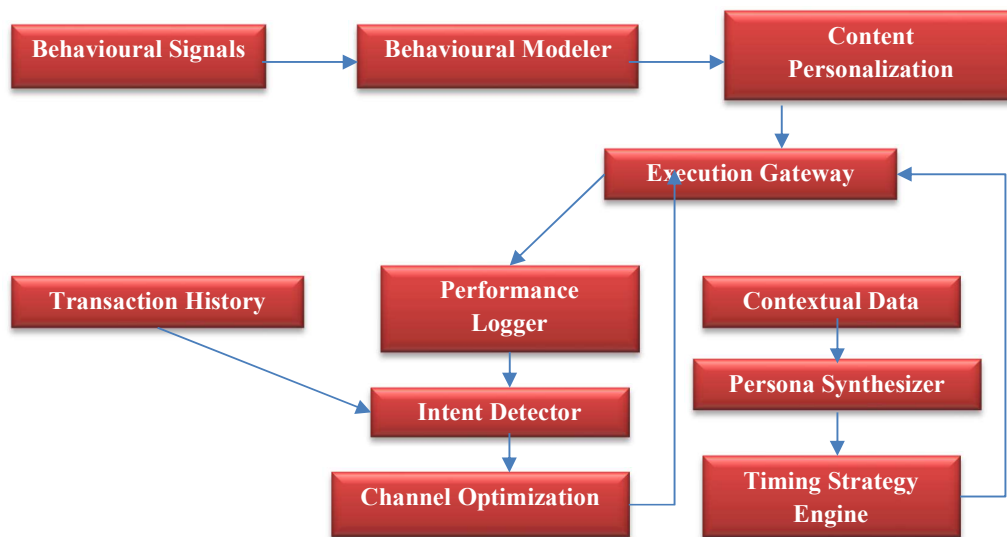 Behavioural Signals
Behavioural Modeler
Content
Personalization
Execution Gateway
Transaction History
Performance
Logger
Contextual Data
Persona Synthesizer
Intent Detector
Channel Optimization
Timing Strategy
Engine